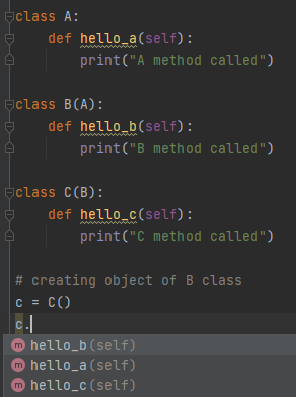 class A:
    def hello_a(self):
        print("A method called")
class B(A):
    def hello_b(self):
        print("B method called")
class C(B):
    def hello_c(self):
        print("C method called")
# creating object of B class
c = C()
c.
m hello_b(self)
m hello_a(self)
m hello_c(self)